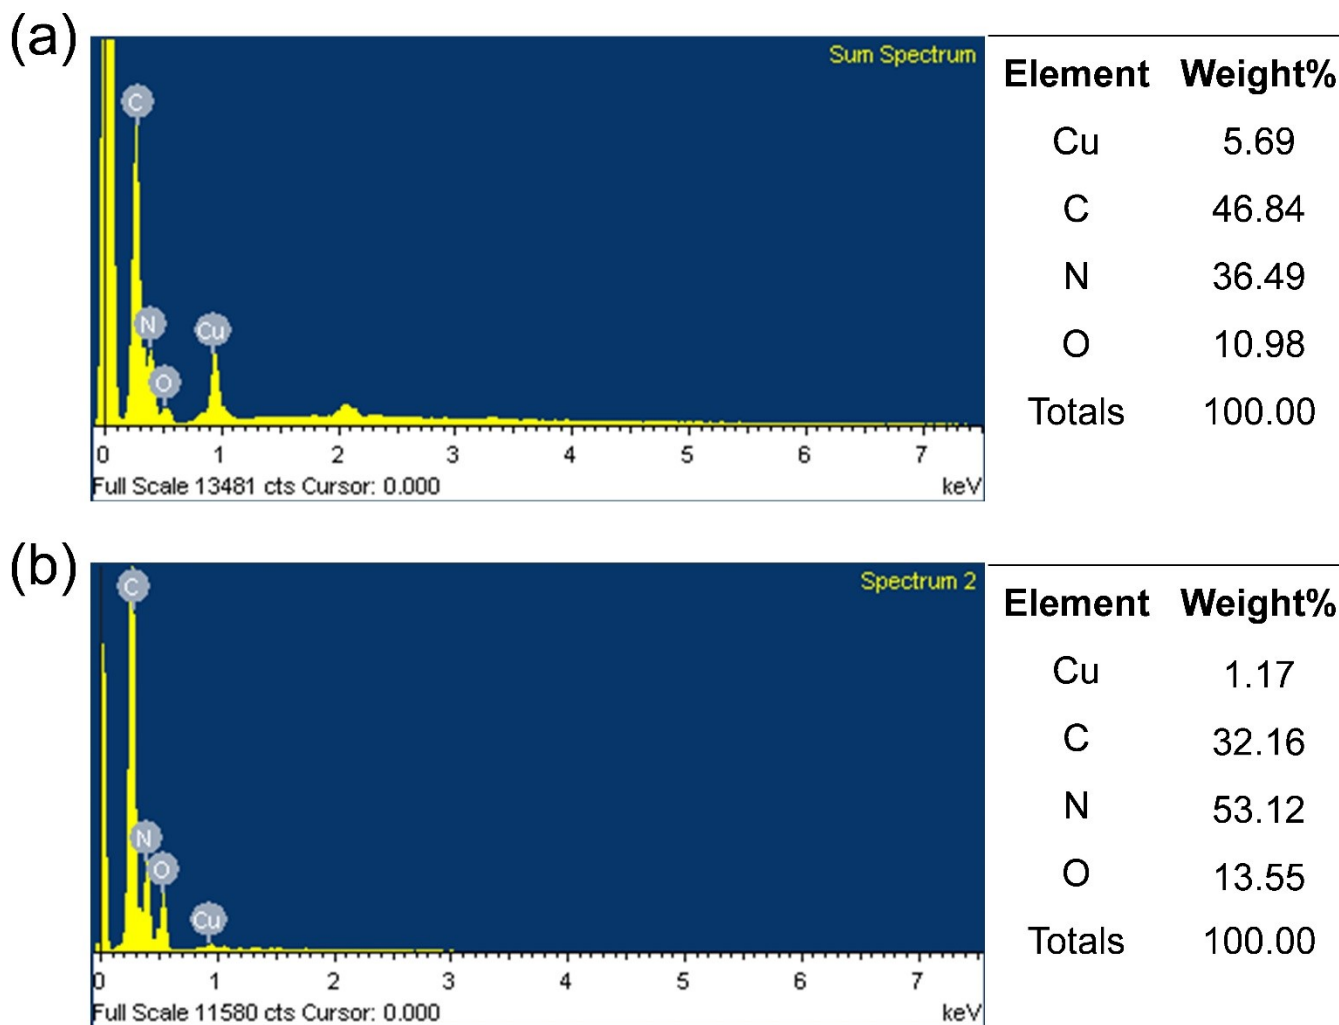 (a)
Sum Spectrum
C
N
O
Cu
0 1 2 3 4 5 6 7
Full Scale 13481 cts Cursor: 0.000 keV
Element Weight%
Cu 5.69
C 46.84
N 36.49
O 10.98
Totals 100.00
(b)
Spectrum 2
C
N
O
Cu
0 1 2 3 4 5 6 7
Full Scale 11580 cts Cursor: 0.000 keV
Element Weight%
Cu 1.17
C 32.16
N 53.12
O 13.55
Totals 100.00